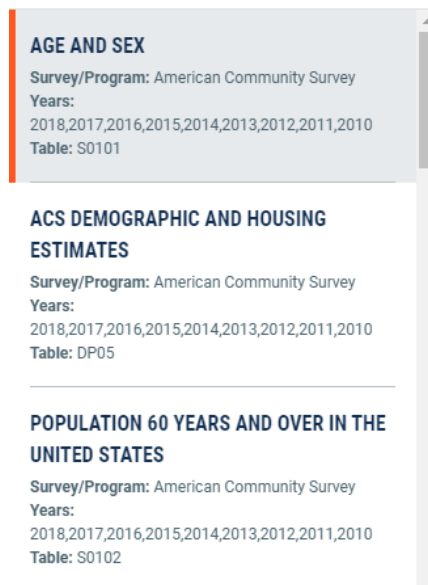 AGE AND SEX
Survey/Program: American Community Survey
Years:
2018,2017,2016,2015,2014,2013,2012,2011,2010
Table: S0101
ACS DEMOGRAPHIC AND HOUSING
ESTIMATES
Survey/Program: American Community Survey
Years:
2018,2017,2016,2015,2014,2013,2012,2011,2010
Table: DP05
POPULATION 60 YEARS AND OVER IN THE
UNITED STATES
Survey/Program: American Community Survey
Years:
2018,2017,2016,2015,2014,2013,2012,2011,2010
Table: S0102